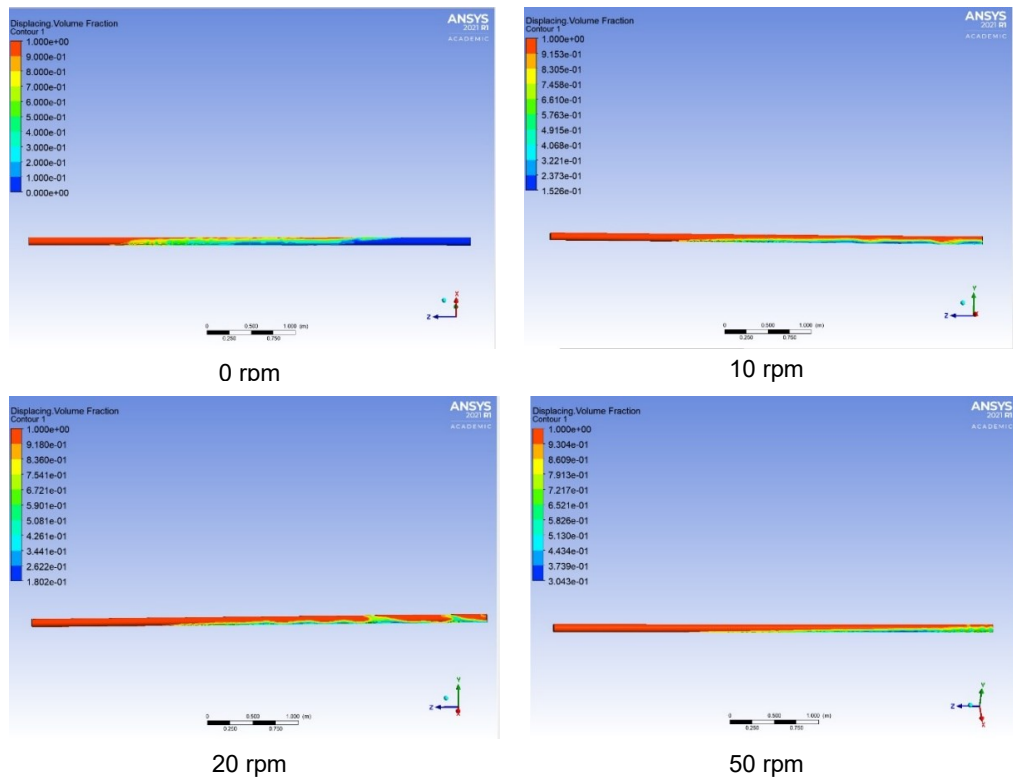 Displacing.Volume Fraction
Contour 1
1.000e+00
9.000e-01
8.000e-01
7.000e-01
6.000e-01
5.000e-01
4.000e-01
3.000e-01
2.000e-01
1.000e-01
0.000e+00
ANSYS
2021 R1
ACADEMIC
X
Z
0 0.500 1.000 (m)
0.250 0.750
0 rpm
Displacing.Volume Fraction
Contour 1
1.000e+00
9.153e-01
8.305e-01
7.458e-01
6.610e-01
5.763e-01
4.915e-01
4.068e-01
3.221e-01
2.373e-01
1.526e-01
ANSYS
2021 R1
ACADEMIC
Y
Z
0 0.500 1.000 (m)
0.250 0.750
10 rpm
Displacing.Volume Fraction
Contour 1
1.000e+00
9.180e-01
8.360e-01
7.541e-01
6.721e-01
5.901e-01
5.081e-01
4.261e-01
3.441e-01
2.622e-01
1.802e-01
ANSYS
2021 R1
ACADEMIC
Y
Z
X
0 0.500 1.000 (m)
0.250 0.750
20 rpm
Displacing.Volume Fraction
Contour 1
1.000e+00
9.304e-01
8.609e-01
7.913e-01
7.217e-01
6.521e-01
5.826e-01
5.130e-01
4.434e-01
3.739e-01
3.043e-01
ANSYS
2021 R1
ACADEMIC
Y
Z
X
0 0.500 1.000 (m)
0.250 0.750
50 rpm